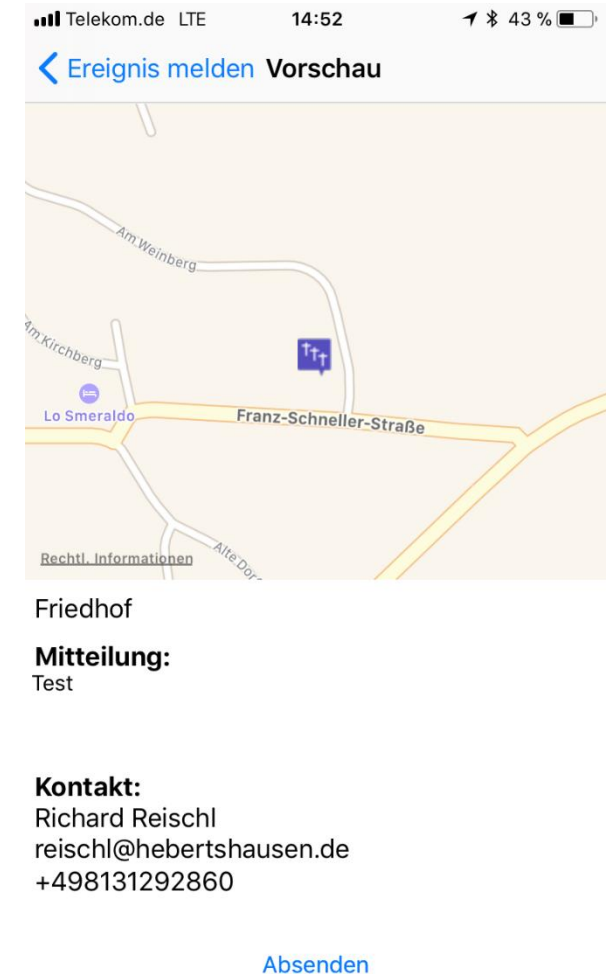 Telekom.de LTE 14:52 43 %
Ereignis melden Vorschau
Am Weinberg
Am Kirchberg
Lo Smeraldo
Franz-Schneller-Straße
Rechtl. Informationen
Alte
Friedhof
Mitteilung:
Test
Kontakt:
Richard Reischl
reischl@hebertshausen.de
+498131292860
Absenden